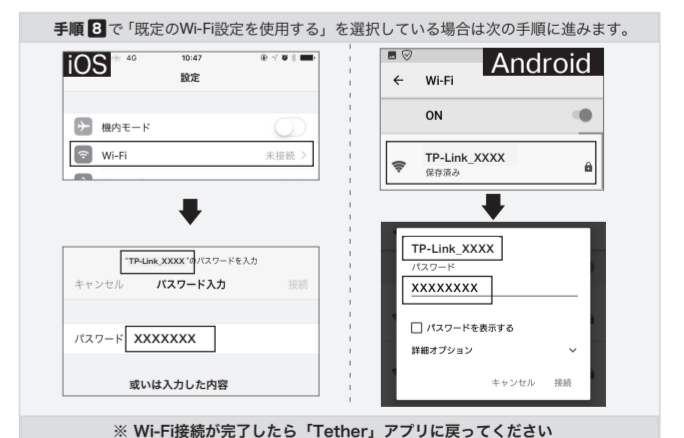 手順 8 で「既定のWi-Fi設定を使用する」を選択している場合は次の手順に進みます。
iOS
4G 10:47
設定
機内モード
Wi-Fi 未接続 >
"TP-Link_XXXX"のパスワードを入力
キャンセル パスワード入力 接続
パスワード XXXXXXX
或いは入力した内容
Android
← Wi-Fi
ON
TP-Link_XXXX
保存済み
TP-Link_XXXX
パスワード
XXXXXXXX
パスワードを表示する
詳細オプション
キャンセル 接続
※ Wi-Fi接続が完了したら「Tether」アプリに戻ってください